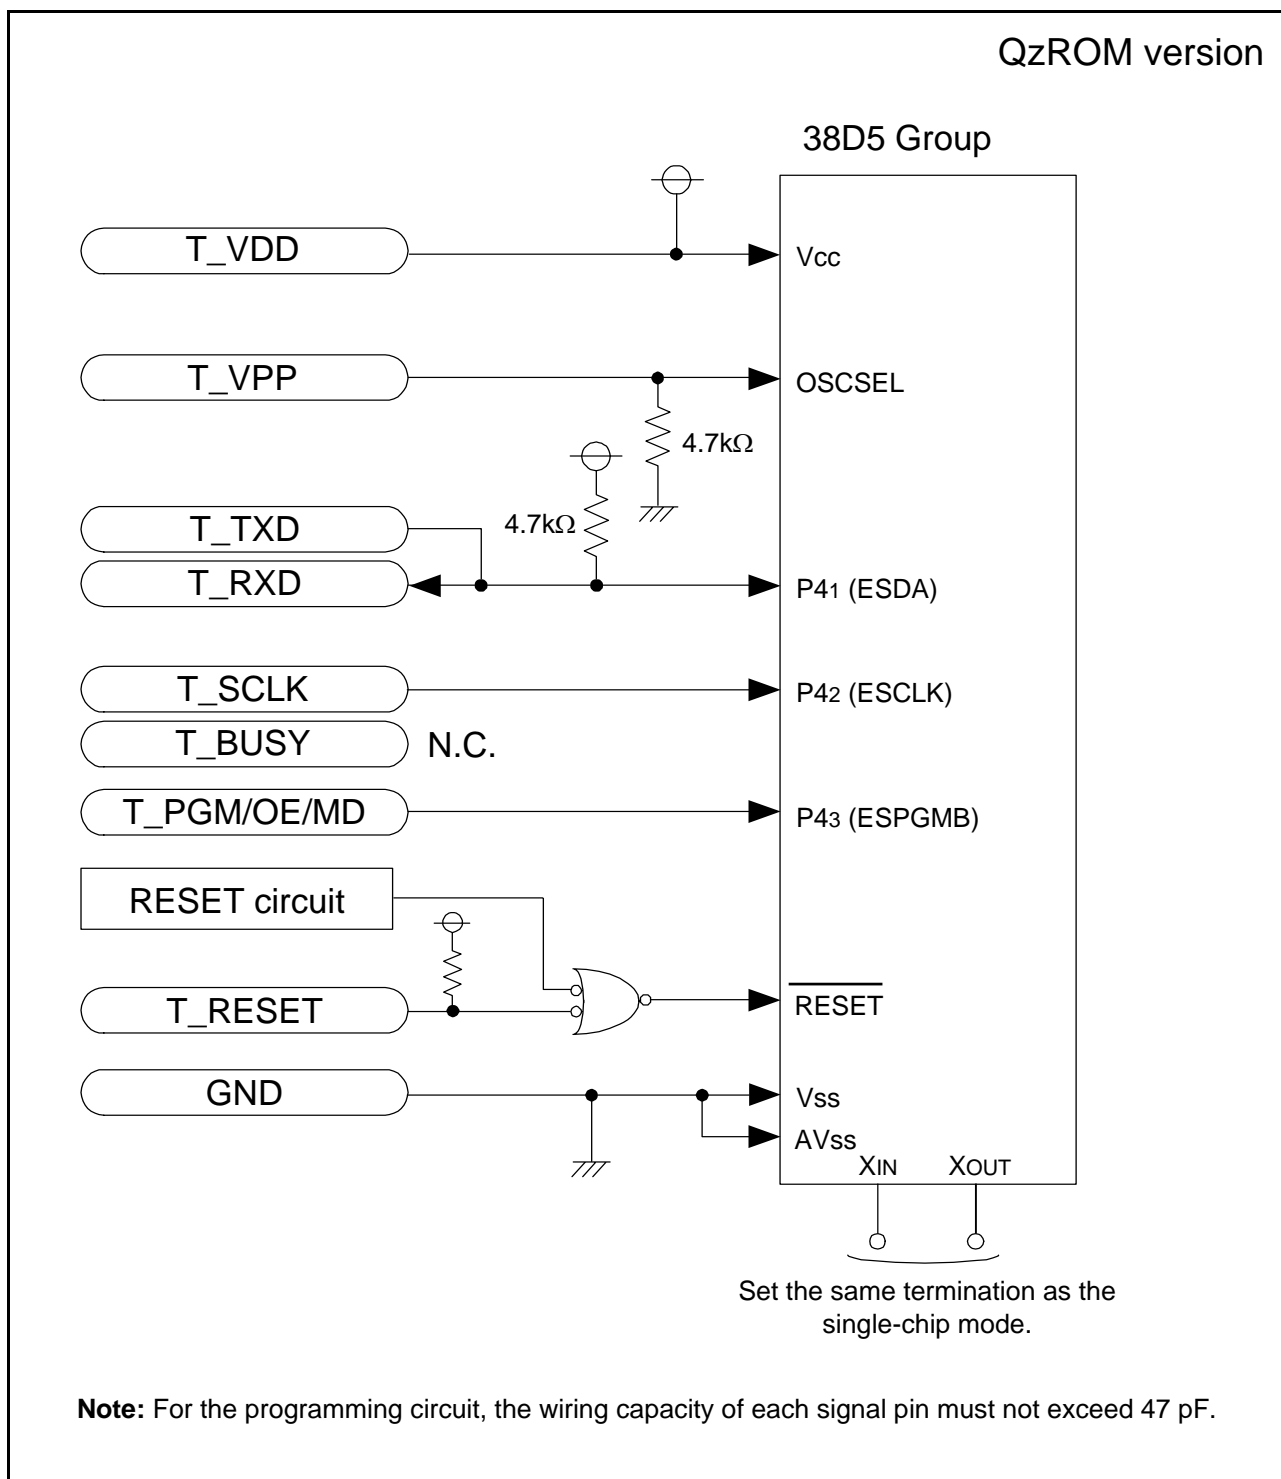 QzROM version
38D5 Group
T_VDD
Vcc
T_VPP
OSCSEL
4.7kΩ
4.7kΩ
T_TXD
T_RXD
P41 (ESDA)
T_SCLK
P42 (ESCLK)
T_BUSY
N.C.
T_PGM/OE/MD
P43 (ESPGMB)
RESET circuit
T_RESET
RESET
GND
Vss
AVss
XIN
XOUT
Set the same termination as the
single-chip mode.
Note: For the programming circuit, the wiring capacity of each signal pin must not exceed 47 pF.